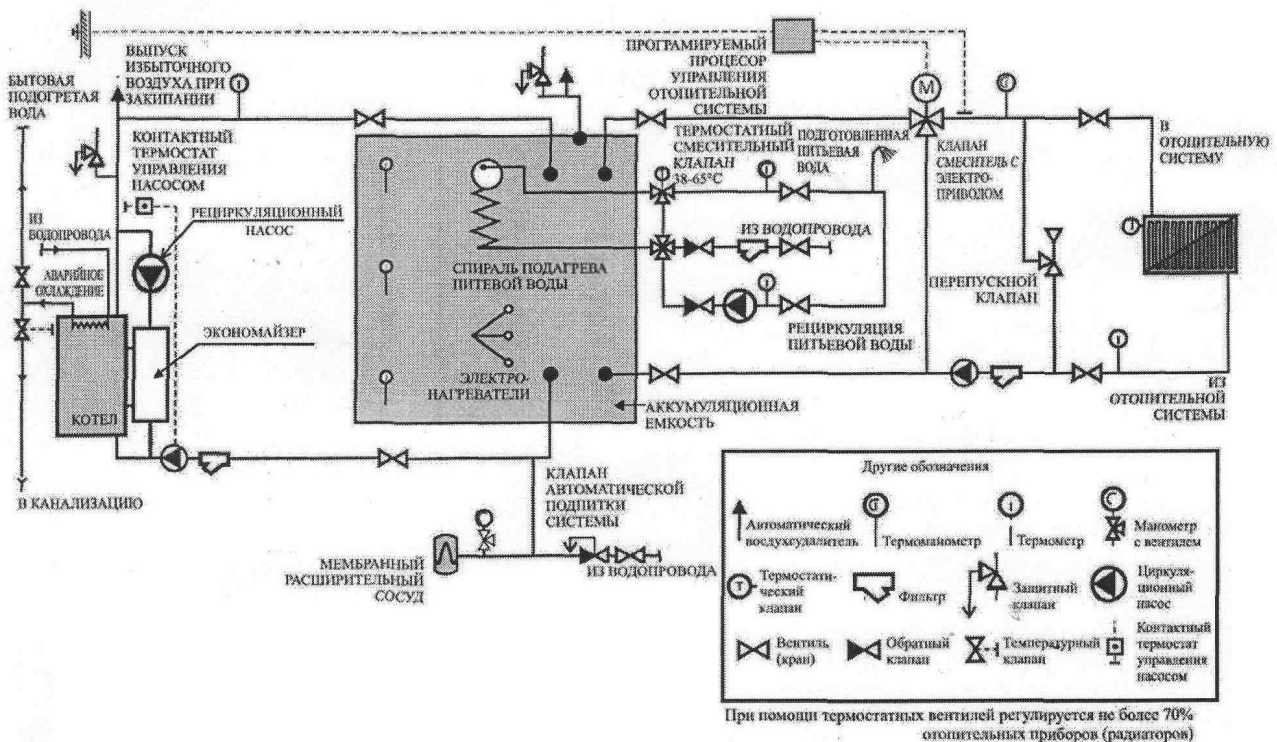 ВЫПУСК
ИЗБЫТОЧНОГО
ВОЗДУХА ПРИ
ЗАКИПАНИИ
БЫТОВАЯ
ПОДОГРЕТАЯ
ВОДА
КОНТАКТНЫЙ
ТЕРМОСТАТ
УПРАВЛЕНИЯ
НАСОСОМ
РЕЦИРКУЛЯЦИОННЫЙ
НАСОС
ИЗ
ВОДОПРОВОДА
АВАРИЙНОЕ
ОХЛАЖДЕНИЕ
ЭКОНОМАЙЗЕР
КОТЕЛ
В КАНАЛИЗАЦИЮ
ПРОГРАМИРУЕМЫЙ
ПРОЦЕСОР
УПРАВЛЕНИЯ
ОТОПИТЕЛЬНОЙ
СИСТЕМЫ
M
ТЕРМОСТАТНЫЙ
СМЕСИТЕЛЬНЫЙ
КЛАПАН
38-65°C
ПОДГОТОВЛЕННАЯ
ПИТЬЕВАЯ
ВОДА
КЛАПАН
СМЕСИТЕЛЬ С
ЭЛЕКТРО-
ПРИВОДОМ
В
ОТОПИТЕЛЬНУЮ
СИСТЕМУ
T
ИЗ ВОДОПРОВОДА
СПИРАЛЬ ПОДАГРЕВА
ПИТЕВОЙ ВОДЫ
ПЕРЕПУСКНОЙ
КЛАПАН
РЕЦИРКУЛЯЦИЯ
ПИТЬЕВОЙ ВОДЫ
ЭЛЕКТРО-
НАГРЕВАТЕЛИ
АККУМУЛЯЦИОННАЯ
ЕМКОСТЬ
ИЗ
ОТОПИТЕЛЬНОЙ
СИСТЕМЫ
КЛАПАН
АВТОМАТИЧЕСКОЙ
ПОДПИТКИ
СИСТЕМЫ
МЕМБРАННЫЙ
РАСШИРИТЕЛЬНЫЙ
СОСУД
ИЗ ВОДОПРОВОДА
Другие обозначения
Автоматический
восдухсудалитель
Термоманометр
Термометр
Манометр
с вентилем
T
Термостати-
ческий
клапан
Фильтр
Защитный
клапан
Циркуля-
ционный
насос
Вентиль
(кран)
Обратный
клапан
Температурный
клапан
Контактный
термостат
управления
насосом
При помощи термостатных вентилей регулируется не более 70%
отопительных приборов (радиаторов)